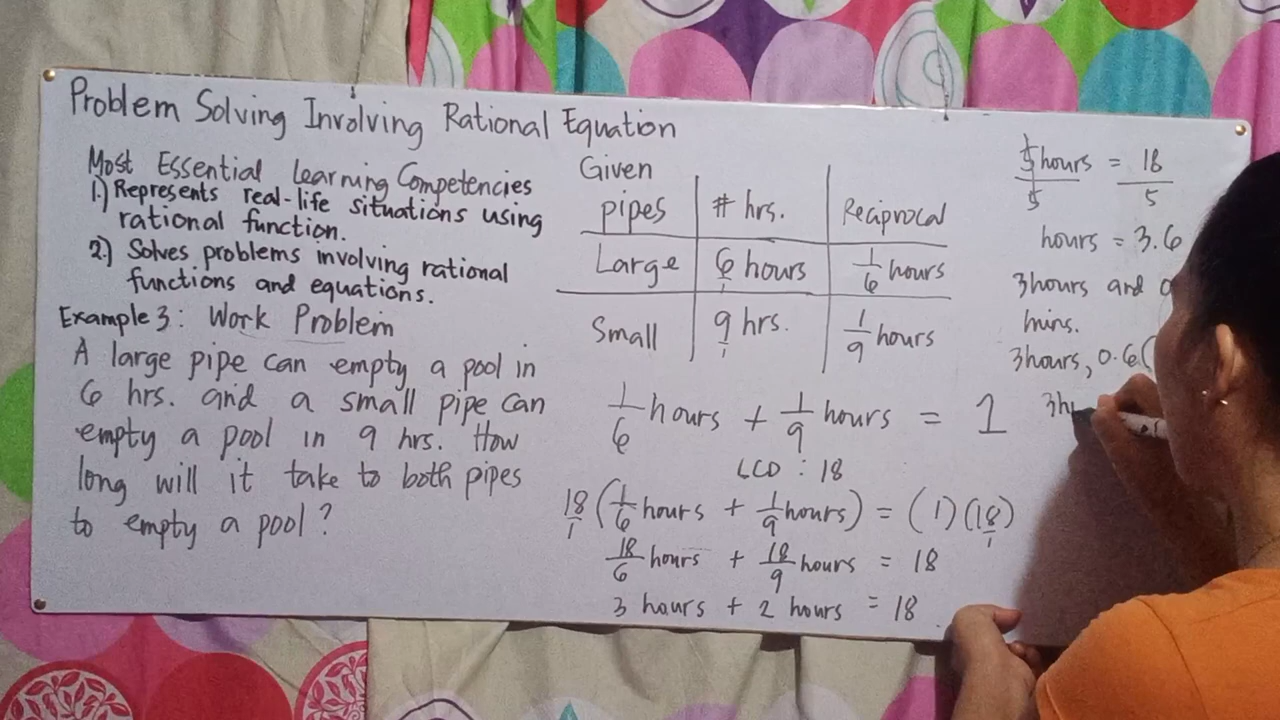 Problem Solving Involving Rational Equation
Most Essential Learning Competencies
1.) Represents real-life situations using
rational function.
2.) Solves problems involving rational
functions and equations.
Example 3: Work Problem
A large pipe can empty a pool in
6 hrs. and a small pipe can
empty a pool in 9 hrs. How
long will it take to both pipes
to empty a pool?
Given
pipes # hrs. Reciprocal
Large 6/1 hours 1/6 hours
Small 9/1 hrs. 1/9 hours
1/6 hours + 1/9 hours = 1
LCD : 18
18/1 (1/6 hours + 1/9 hours) = (1)(18/1)
18/6 hours + 18/9 hours = 18
3 hours + 2 hours = 18
5 hours/5 = 18/5
hours = 3.6
3hours and
mins.
3hours, 0.6(
3h